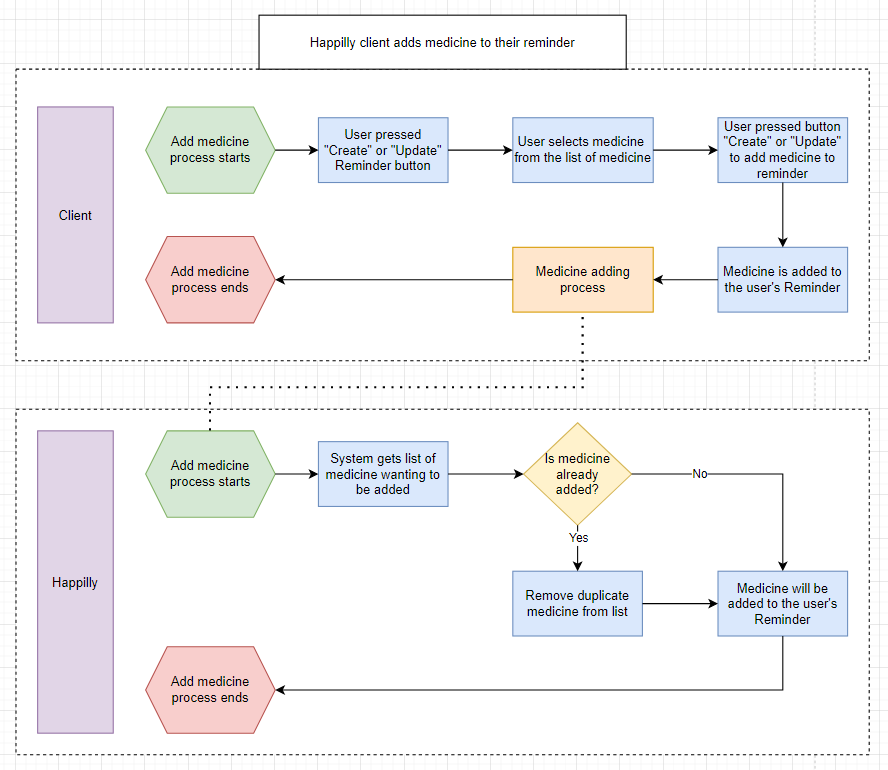 Happilly client adds medicine to their reminder
Client
Add medicine
process starts
User pressed
"Create" or "Update"
Reminder button
User selects medicine
from the list of medicine
User pressed button
"Create" or "Update"
to add medicine to
reminder
Add medicine
process ends
Medicine adding
process
Medicine is added to
the user's Reminder
Happilly
Add medicine
process starts
System gets list of
medicine wanting to
be added
Is medicine
already
added?
No
Yes
Remove duplicate
medicine from list
Medicine will be
added to the user's
Reminder
Add medicine
process ends